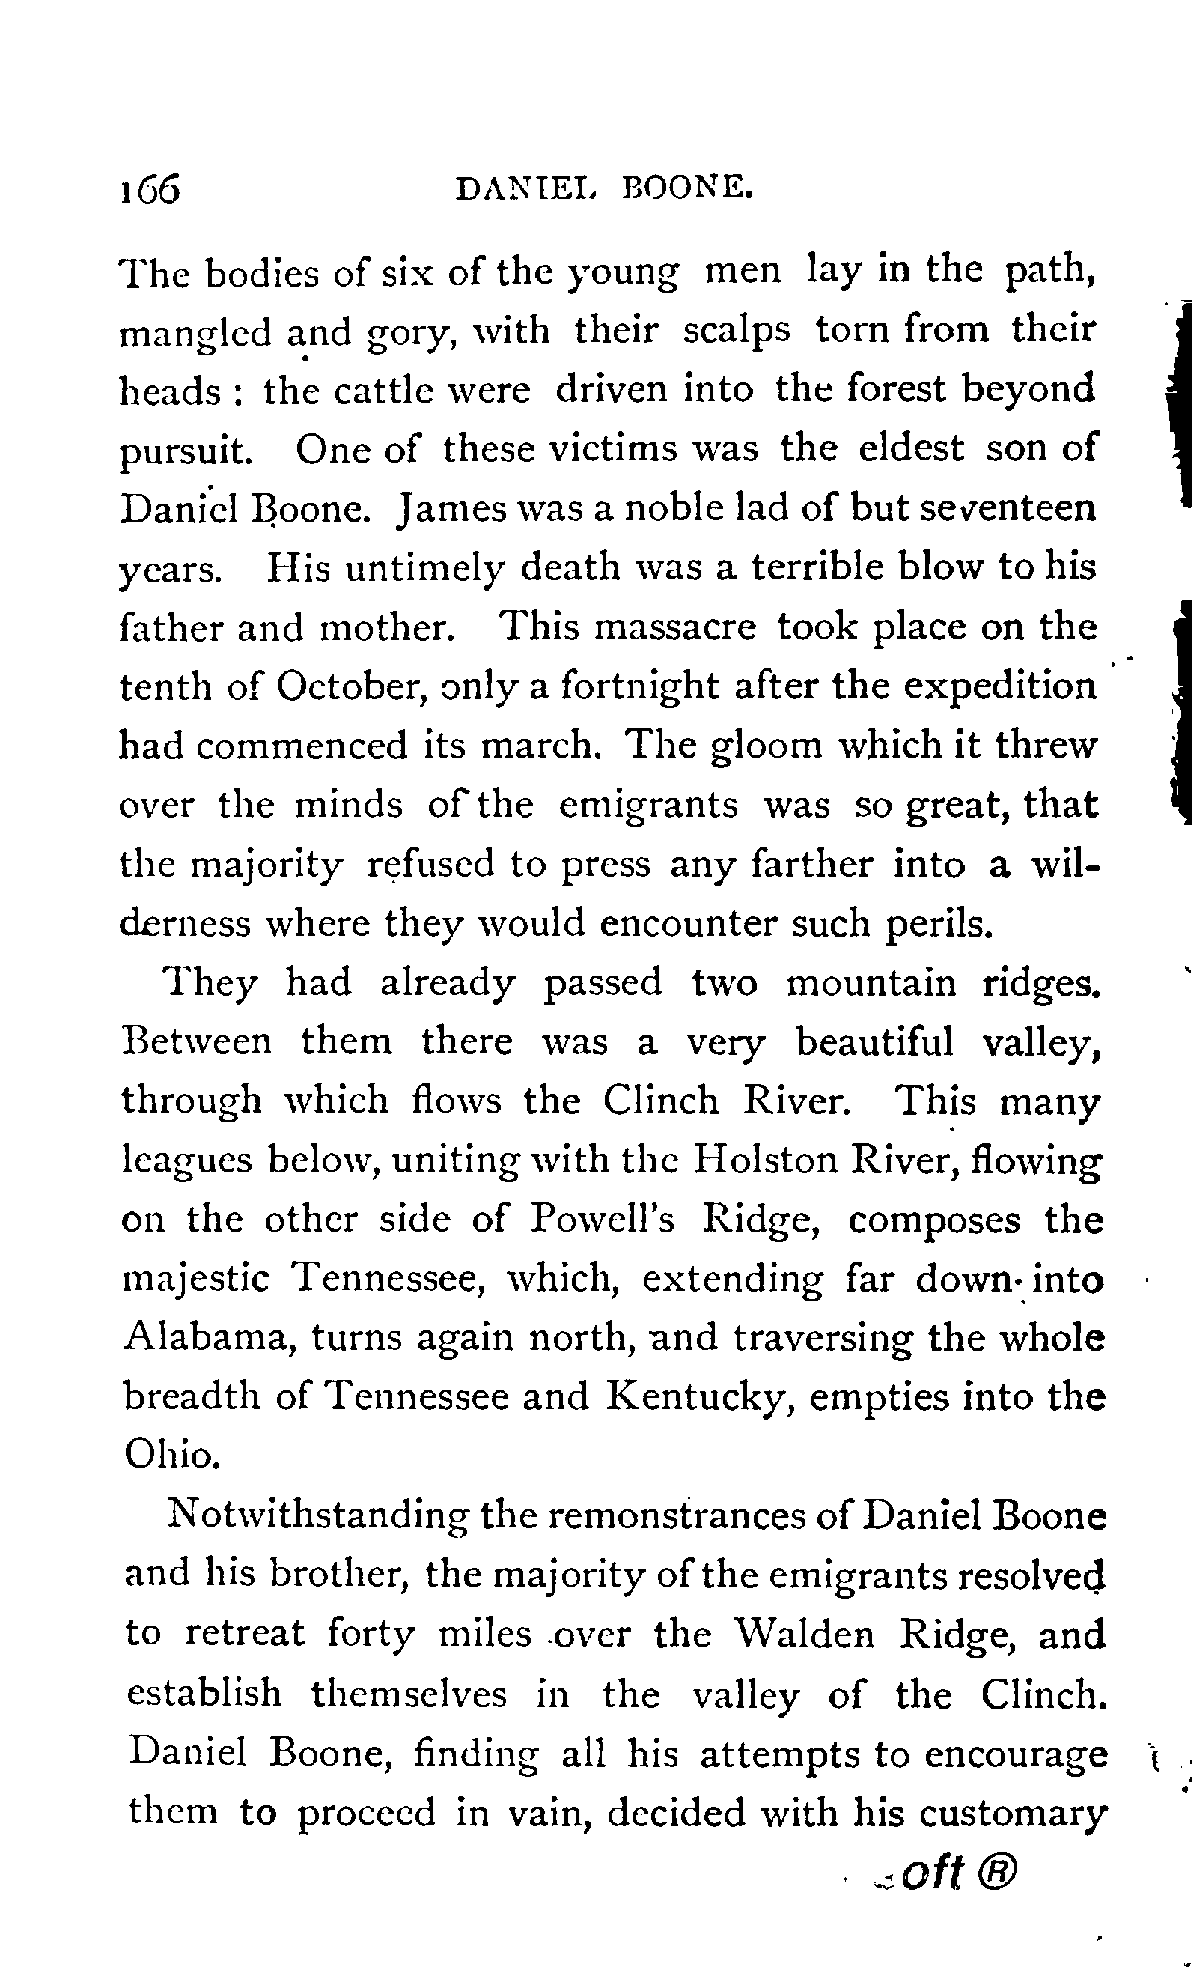 166 DANIEL BOONE.
The bodies of six of the young men lay in the path,
mangled and gory, with their scalps torn from their
heads : the cattle were driven into the forest beyond
pursuit. One of these victims was the eldest son of
Daniel Boone. James was a noble lad of but seventeen
years. His untimely death was a terrible blow to his
father and mother. This massacre took place on the
tenth of October, only a fortnight after the expedition
had commenced its march. The gloom which it threw
over the minds of the emigrants was so great, that
the majority refused to press any farther into a wil-
derness where they would encounter such perils.
They had already passed two mountain ridges.
Between them there was a very beautiful valley,
through which flows the Clinch River. This many
leagues below, uniting with the Holston River, flowing
on the other side of Powell's Ridge, composes the
majestic Tennessee, which, extending far down into
Alabama, turns again north, and traversing the whole
breadth of Tennessee and Kentucky, empties into the
Ohio.
Notwithstanding the remonstrances of Daniel Boone
and his brother, the majority of the emigrants resolved
to retreat forty miles over the Walden Ridge, and
establish themselves in the valley of the Clinch.
Daniel Boone, finding all his attempts to encourage
them to proceed in vain, decided with his customary
oft ®